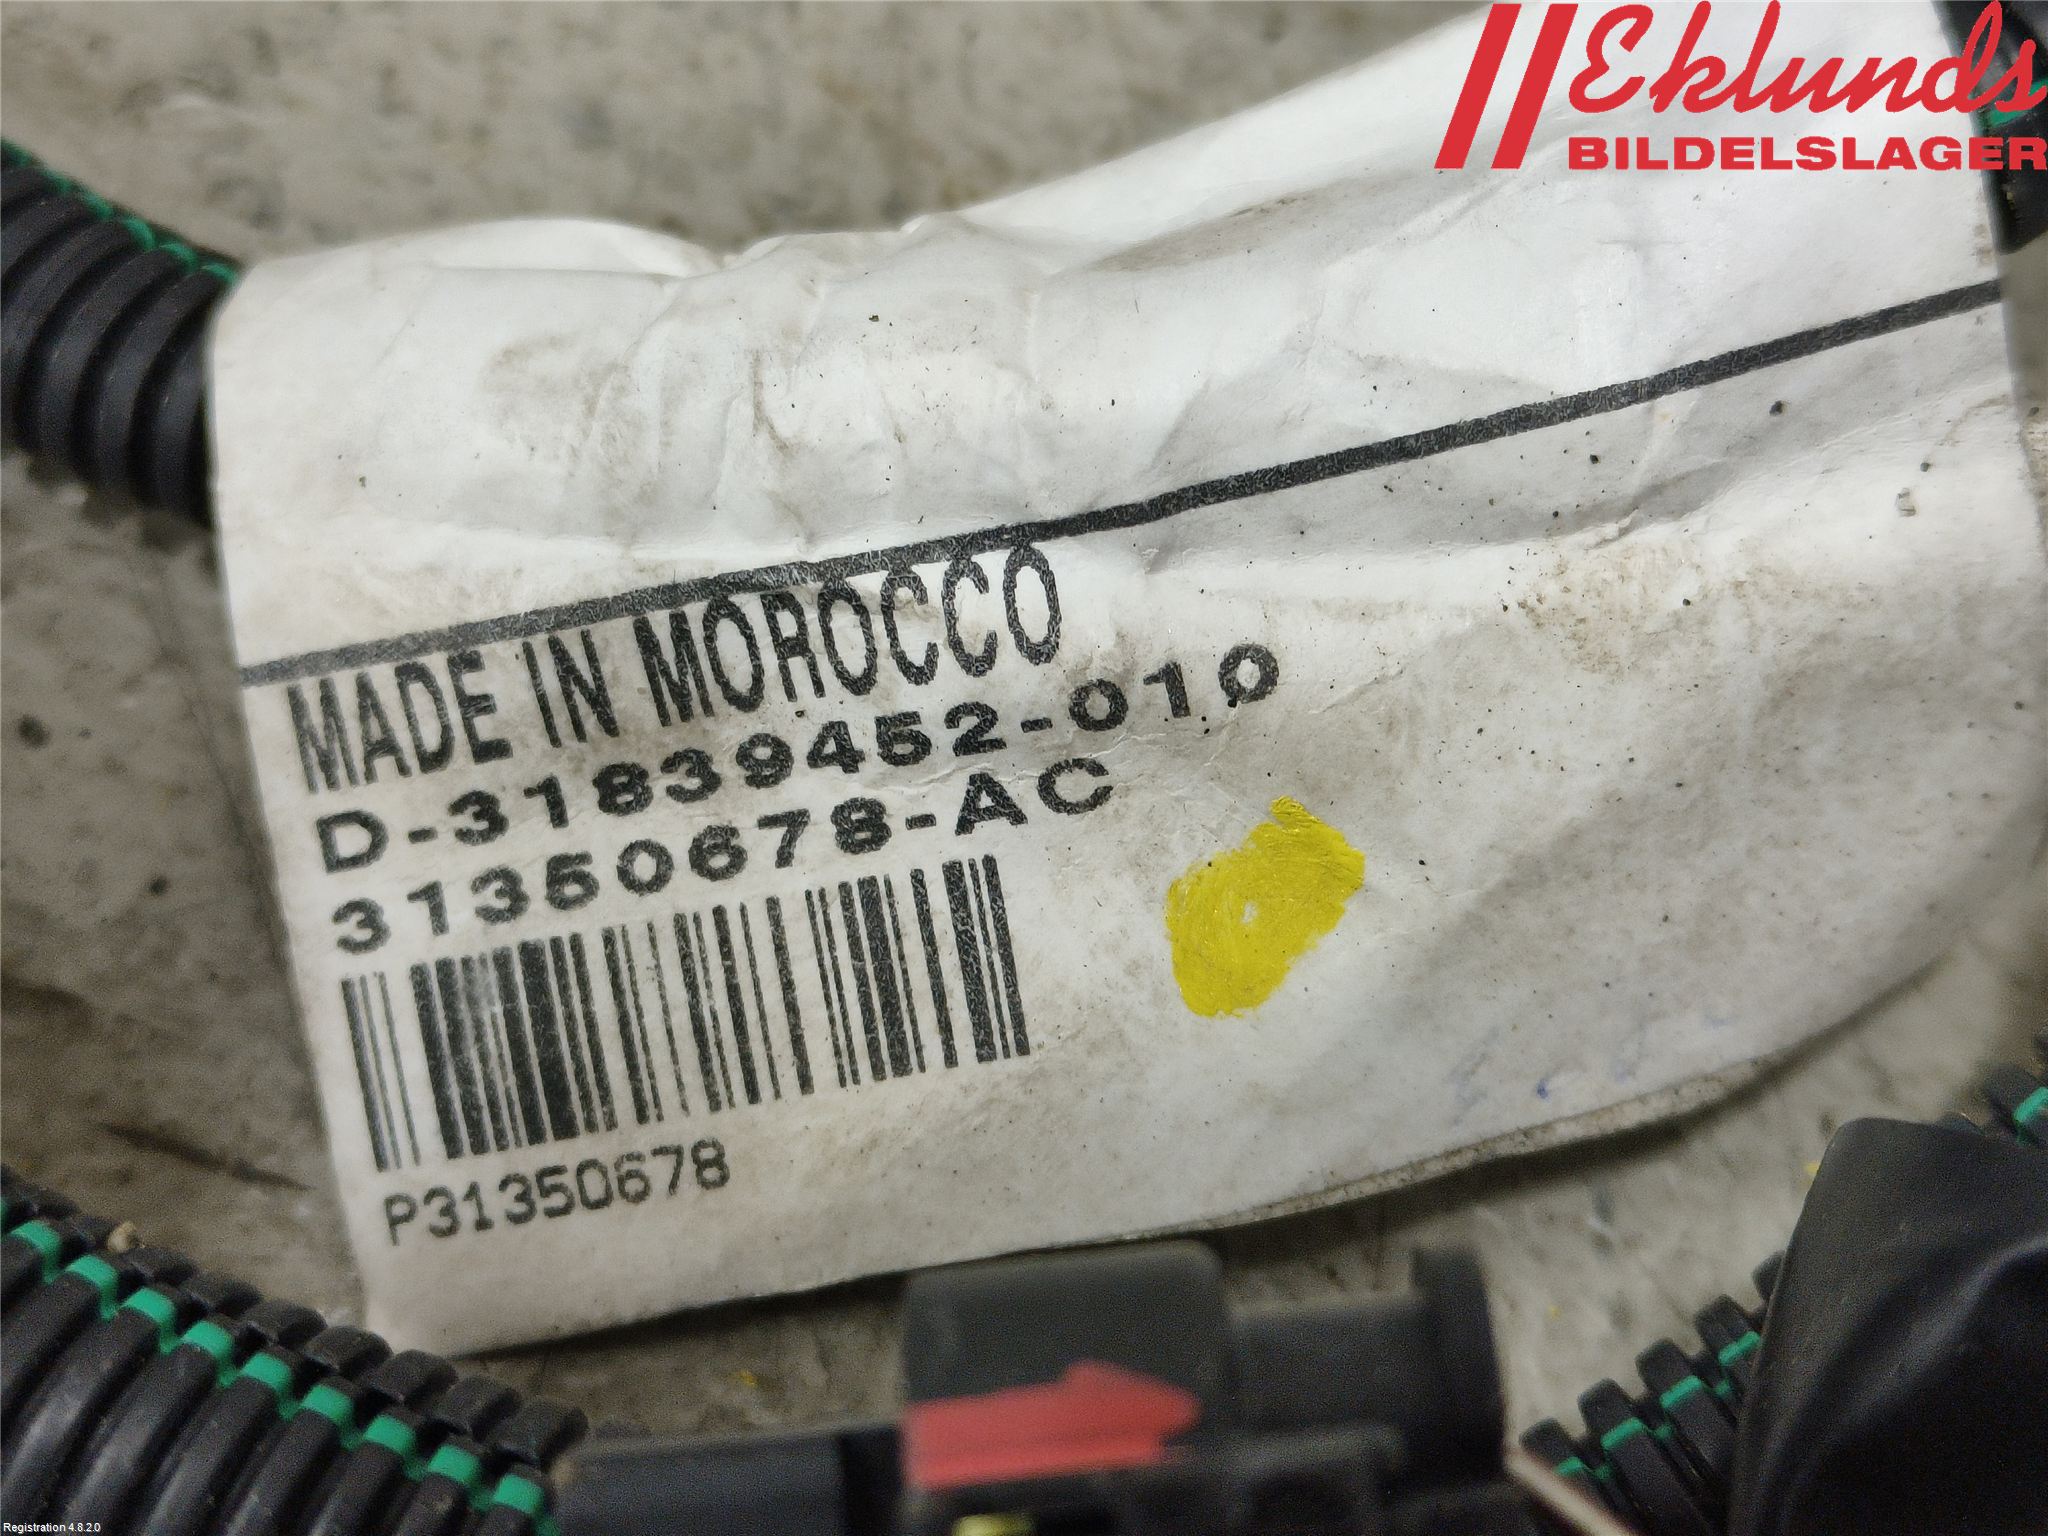 Eklunds
BILDELSLAGER
MADE IN MOROCCO
D-31839452-010
31350678-AC
P31350678
Registration 4.8.2.0